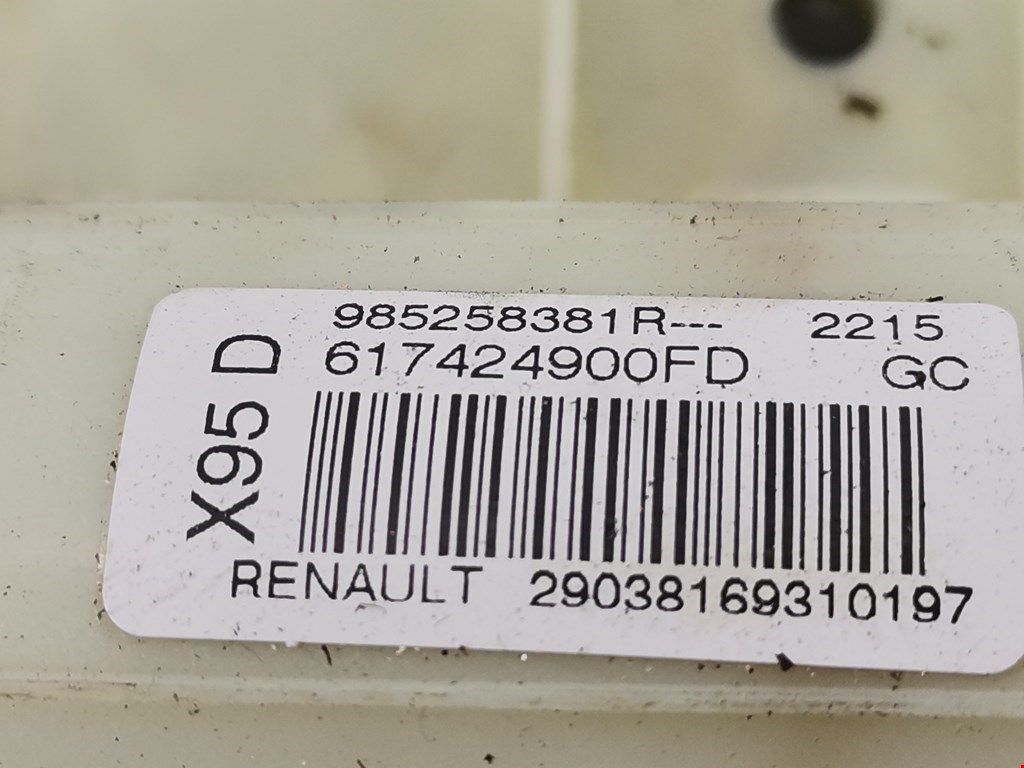 985258381R--- 2215
617424900FD GC
X95 D
RENAULT 29038169310197